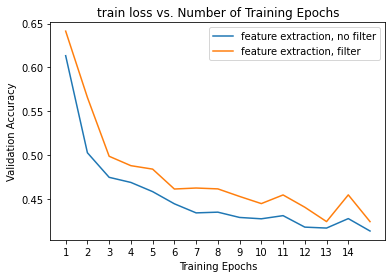 train loss vs. Number of Training Epochs
feature extraction, no filter
feature extraction, filter
Validation Accuracy
0.65
0.60
0.55
0.50
0.45
1 2 3 4 5 6 7 8 9 10 11 12 13 14
Training Epochs